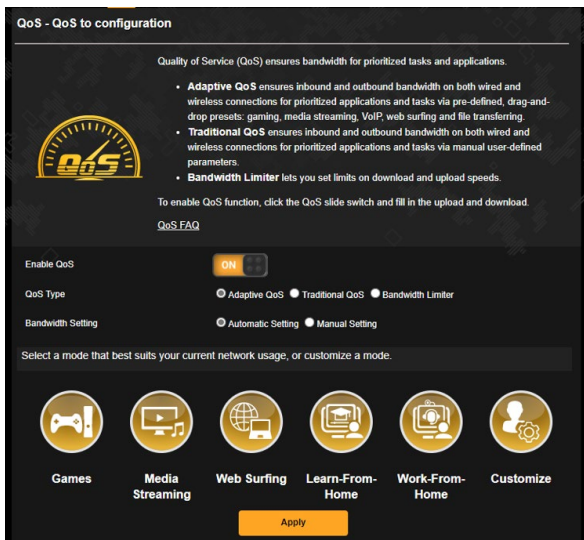 QoS - QoS to configuration
Quality of Service (QoS) ensures bandwidth for prioritized tasks and applications.
• Adaptive QoS ensures inbound and outbound bandwidth on both wired and
wireless connections for prioritized applications and tasks via pre-defined, drag-and-
drop presets: gaming, media streaming, VoIP, web surfing and file transferring.
• Traditional QoS ensures inbound and outbound bandwidth on both wired and
wireless connections for prioritized applications and tasks via manual user-defined
parameters.
• Bandwidth Limiter lets you set limits on download and upload speeds.
QoS
To enable QoS function, click the QoS slide switch and fill in the upload and download.
QoS FAQ
Enable QoS ON
QoS Type Adaptive QoS Traditional QoS Bandwidth Limiter
Bandwidth Setting Automatic Setting Manual Setting
Select a mode that best suits your current network usage, or customize a mode.
Games Media Web Surfing Learn-From- Work-From- Customize
Streaming Home Home
Apply